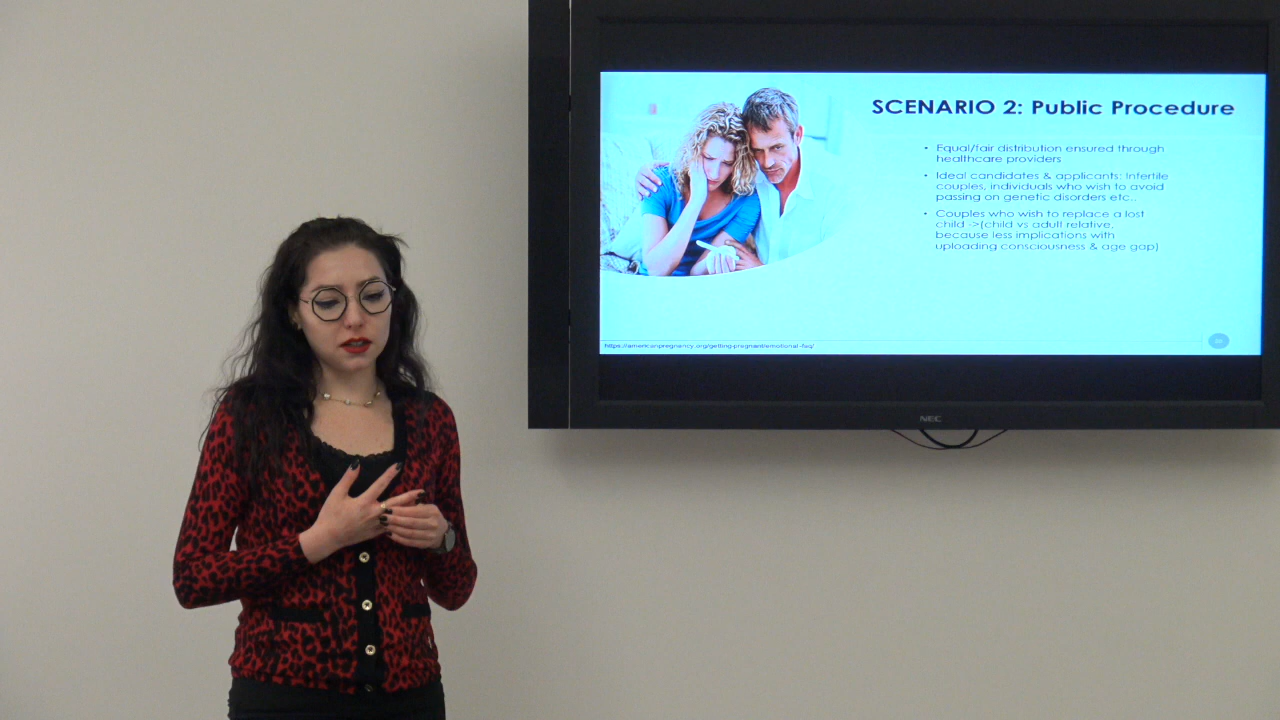 SCENARIO 2: Public Procedure
• Equal/fair distribution ensured through
healthcare providers
• Ideal candidates & applicants: Infertile
couples, individuals who wish to avoid
passing on genetic disorders etc..
• Couples who wish to replace a lost
child ->(child vs adult relative,
because less implications with
uploading consciousness & age gap)
https://americanpregnancy.org/getting-pregnant/emotional-faq/
NEC